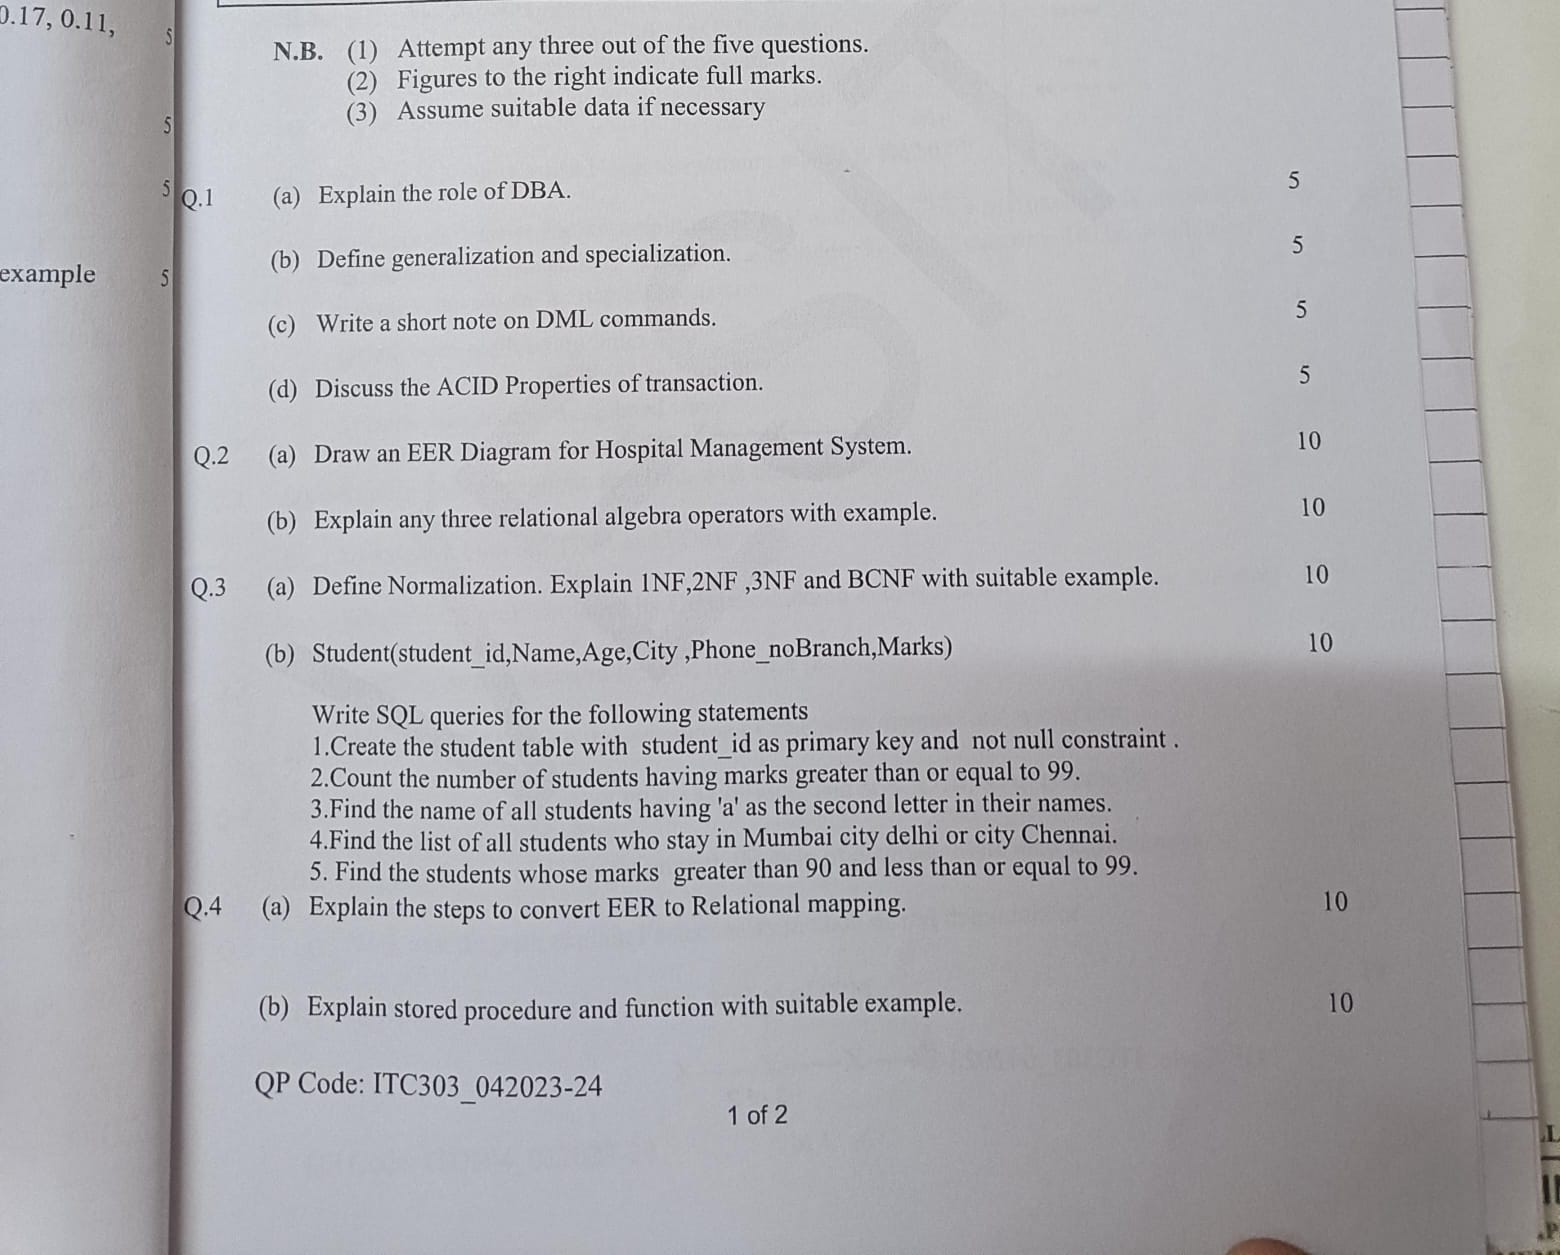 0.17, 0.11,
5
N.B. (1) Attempt any three out of the five questions.
(2) Figures to the right indicate full marks.
(3) Assume suitable data if necessary
5
5
Q.1 (a) Explain the role of DBA. 5
(b) Define generalization and specialization. 5
example 5
(c) Write a short note on DML commands. 5
(d) Discuss the ACID Properties of transaction. 5
Q.2 (a) Draw an EER Diagram for Hospital Management System. 10
(b) Explain any three relational algebra operators with example. 10
Q.3 (a) Define Normalization. Explain 1NF,2NF ,3NF and BCNF with suitable example. 10
(b) Student(student_id,Name,Age,City ,Phone_noBranch,Marks) 10
Write SQL queries for the following statements
1.Create the student table with student_id as primary key and not null constraint .
2.Count the number of students having marks greater than or equal to 99.
3.Find the name of all students having 'a' as the second letter in their names.
4.Find the list of all students who stay in Mumbai city delhi or city Chennai.
5. Find the students whose marks greater than 90 and less than or equal to 99.
Q.4 (a) Explain the steps to convert EER to Relational mapping. 10
(b) Explain stored procedure and function with suitable example. 10
QP Code: ITC303_042023-24
1 of 2